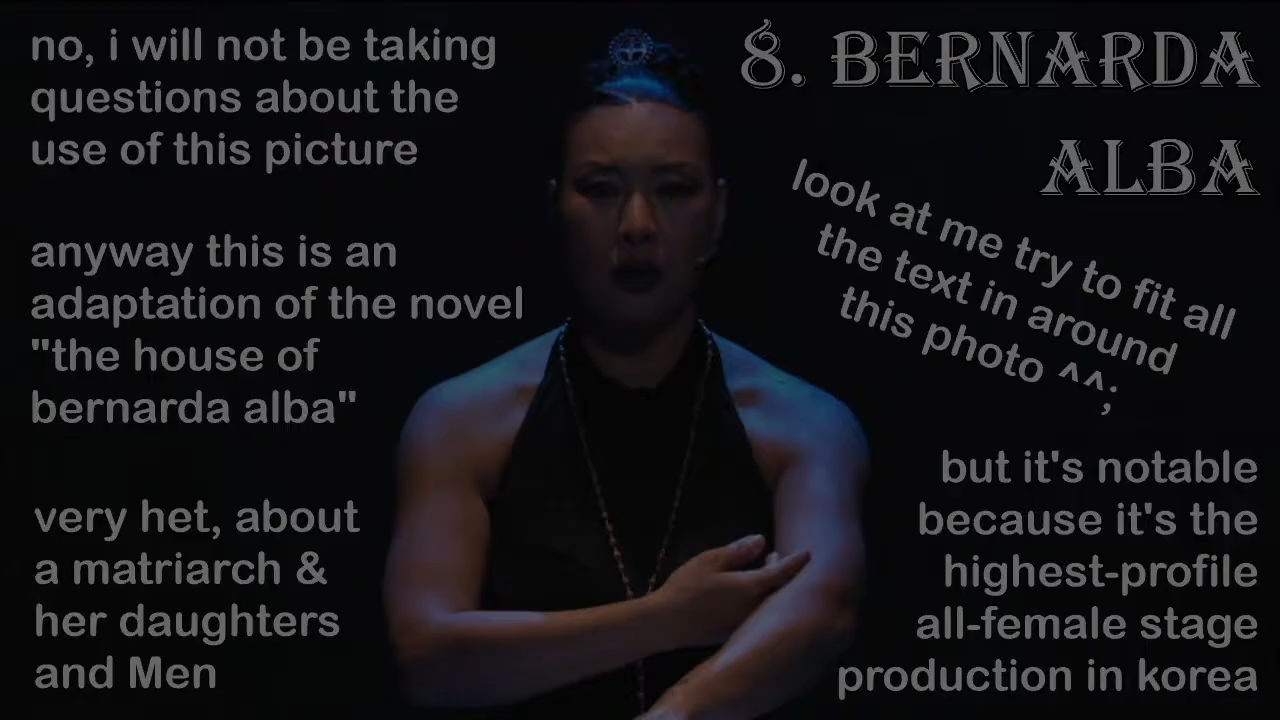 no, i will not be taking
questions about the
use of this picture
anyway this is an
adaptation of the novel
"the house of
bernarda alba"
very het, about
a matriarch &
her daughters
and Men
8. BERNARDA
ALBA
look at me try to fit all
the text in around
this photo ^^;
but it's notable
because it's the
highest-profile
all-female stage
production in korea